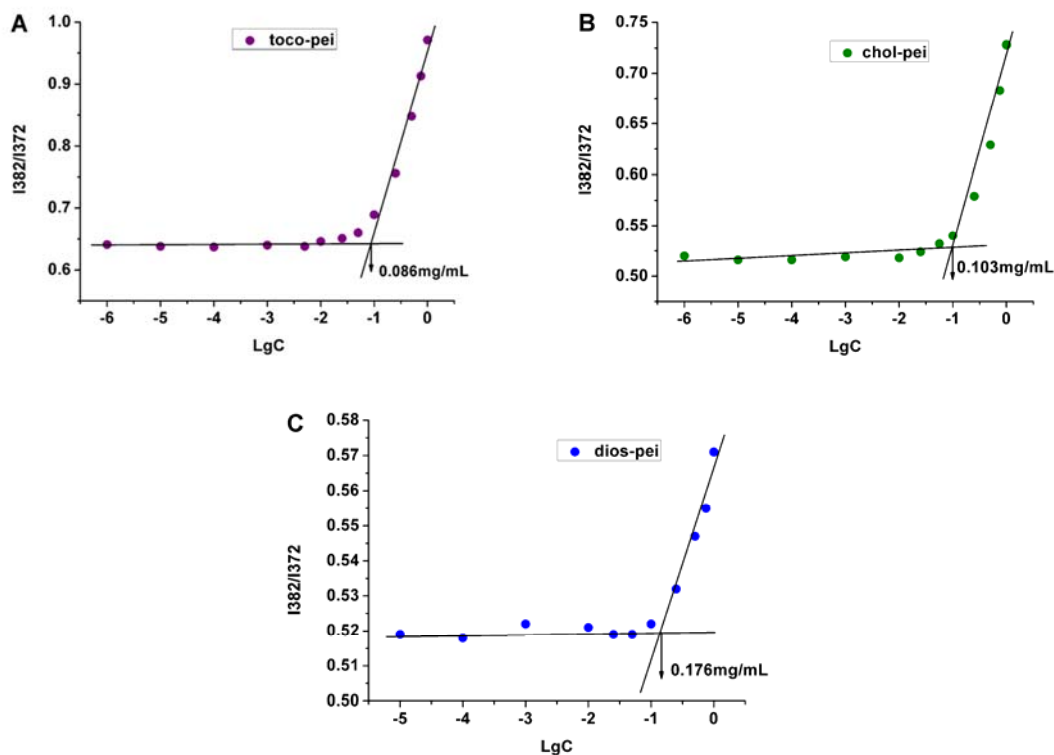 A
toco-pei
1.0
0.9
0.8
0.7
0.6
I382/I372
0.086mg/mL
-6 -5 -4 -3 -2 -1 0
LgC
B
chol-pei
0.75
0.70
0.65
0.60
0.55
0.50
I382/I372
0.103mg/mL
-6 -5 -4 -3 -2 -1 0
LgC
C
dios-pei
0.58
0.57
0.56
0.55
0.54
0.53
0.52
0.51
0.50
I382/I372
0.176mg/mL
-5 -4 -3 -2 -1 0
LgC